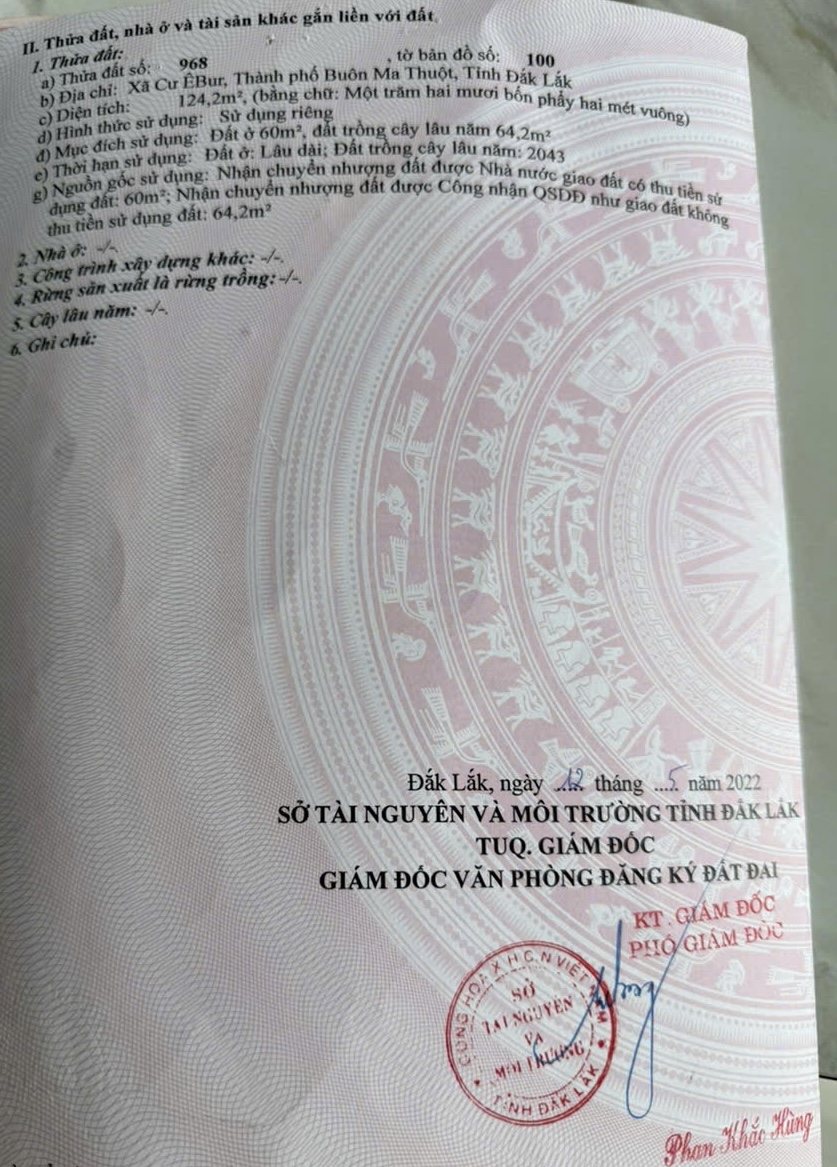 II. Thửa đất, nhà ở và tài sản khác gắn liền với đất
1. Thửa đất:
a) Thửa đất số: 968 , tờ bản đồ số: 100
b) Địa chỉ: Xã Cư ÊBur, Thành phố Buôn Ma Thuột, Tỉnh Đắk Lắk
c) Diện tích: 124,2m², (bằng chữ: Một trăm hai mươi bốn phẩy hai mét vuông)
d) Hình thức sử dụng: Sử dụng riêng
đ) Mục đích sử dụng: Đất ở 60m², đất trồng cây lâu năm 64,2m²
e) Thời hạn sử dụng: Đất ở: Lâu dài; Đất trồng cây lâu năm: 2043
g) Nguồn gốc sử dụng: Nhận chuyển nhượng đất được Nhà nước giao đất có thu tiền sử
dụng đất: 60m²; Nhận chuyển nhượng đất được Công nhận QSDĐ như giao đất không
thu tiền sử dụng đất: 64,2m²
2. Nhà ở: -/-.
3. Công trình xây dựng khác: -/-.
4. Rừng sản xuất là rừng trồng: -/-.
5. Cây lâu năm: -/-.
6. Ghi chú:
Đắk Lắk, ngày 12 tháng 5 năm 2022
SỞ TÀI NGUYÊN VÀ MÔI TRƯỜNG TỈNH ĐẮK LẮK
TUQ. GIÁM ĐỐC
GIÁM ĐỐC VĂN PHÒNG ĐĂNG KÝ ĐẤT ĐAI
KT. GIÁM ĐỐC
PHÓ GIÁM ĐỐC
CỘNG HOÀ X.H.C.N VIỆT NAM
SỞ
TÀI NGUYÊN
VÀ
MÔI TRƯỜNG
TỈNH ĐẮK LẮK
Phan Khắc Hùng